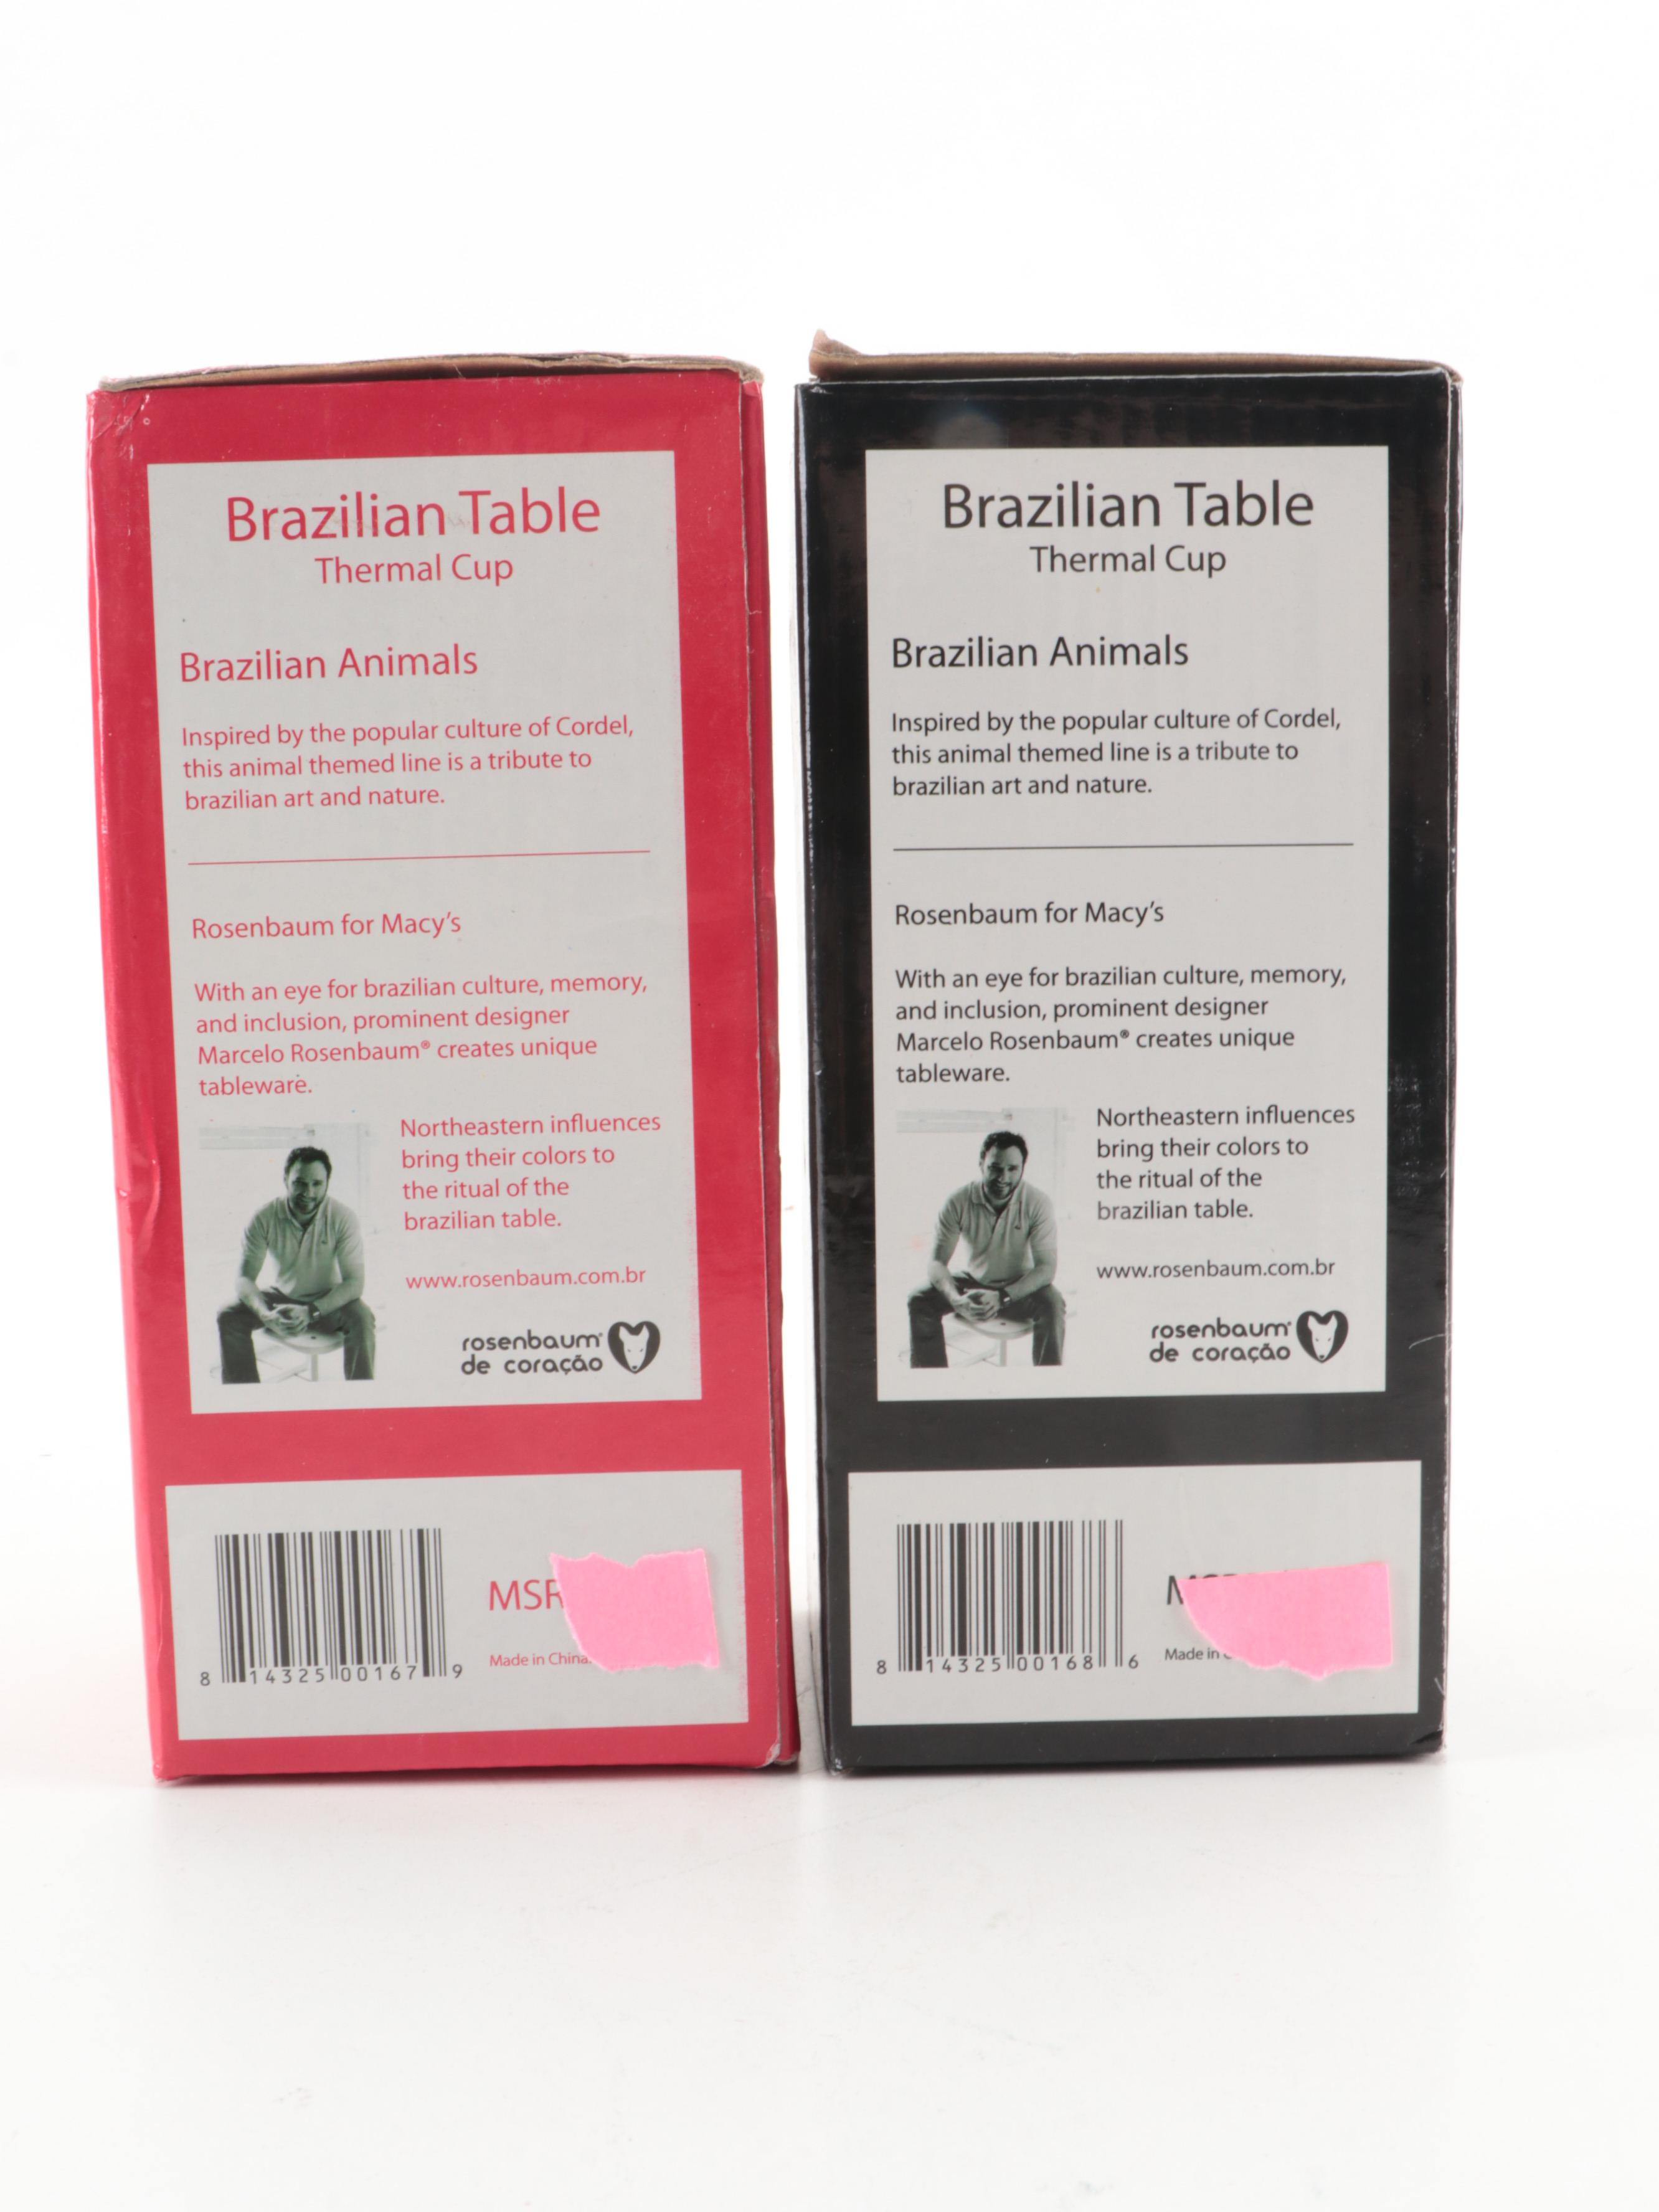 Brazilian Table
Thermal Cup
Brazilian Animals
Inspired by the popular culture of Cordel,
this animal themed line is a tribute to
brazilian art and nature.
Rosenbaum for Macy's
With an eye for brazilian culture, memory,
and inclusion, prominent designer
Marcelo Rosenbaum® creates unique
tableware.
Northeastern influences
bring their colors to
the ritual of the
brazilian table.
www.rosenbaum.com.br
rosenbaum®
de coração
8 14325 00167 9
Made in China.
Brazilian Table
Thermal Cup
Brazilian Animals
Inspired by the popular culture of Cordel,
this animal themed line is a tribute to
brazilian art and nature.
Rosenbaum for Macy's
With an eye for brazilian culture, memory,
and inclusion, prominent designer
Marcelo Rosenbaum® creates unique
tableware.
Northeastern influences
bring their colors to
the ritual of the
brazilian table.
www.rosenbaum.com.br
rosenbaum®
de coração
8 14325 00168 6
Made in